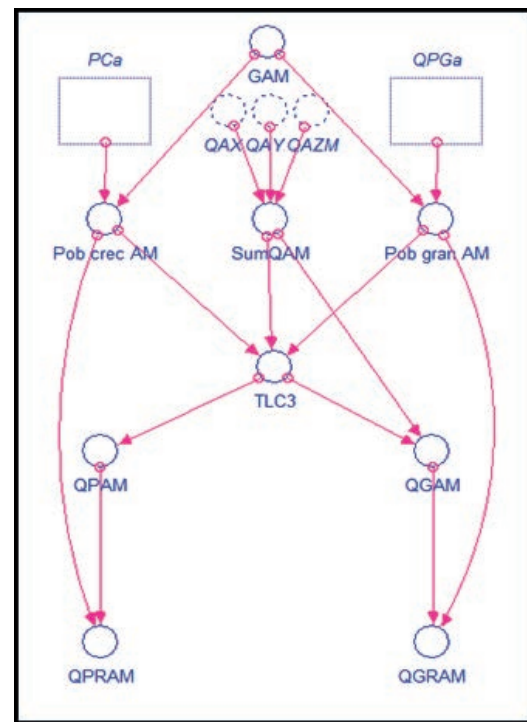 PCa
GAM
QPGa
QAX QAY QAZM
Pob crec AM
SumQAM
Pob gran AM
TLC3
QPAM
QGAM
QPRAM
QGRAM